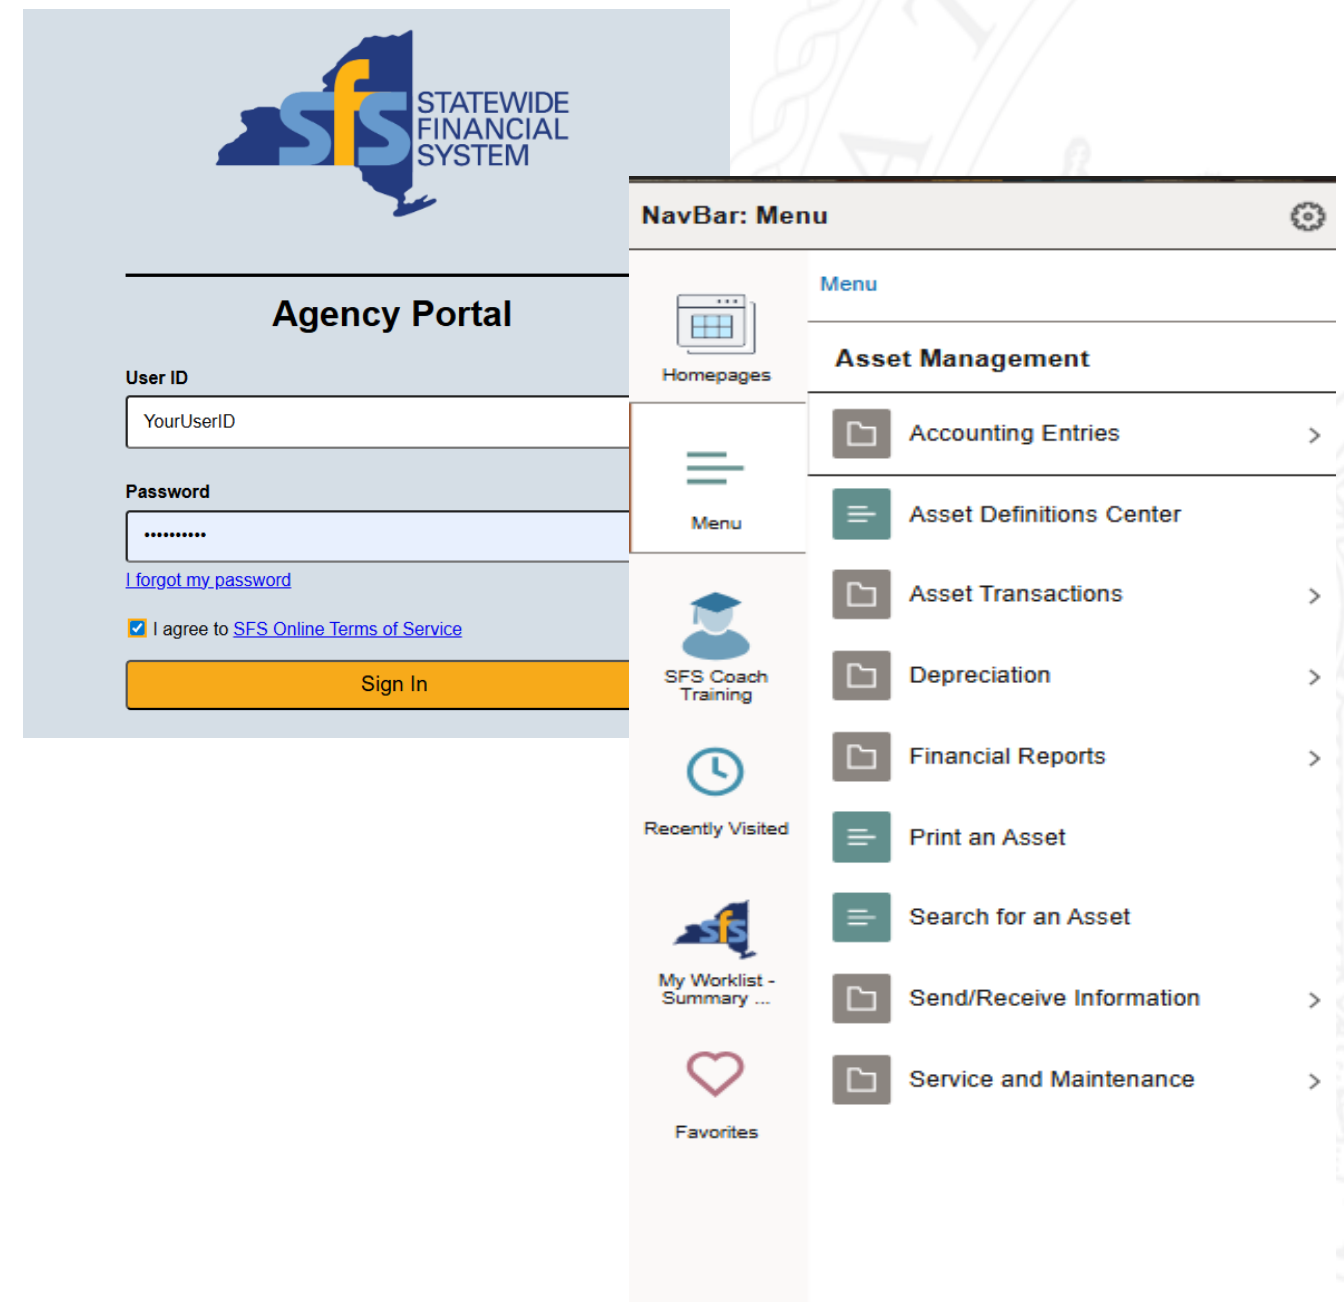 sfs
STATEWIDE
FINANCIAL
SYSTEM
Agency Portal
User ID
YourUserID
Password
••••••••••
I forgot my password
I agree to SFS Online Terms of Service
Sign In
NavBar: Menu
Homepages
Menu
SFS Coach
Training
Recently Visited
sfs
My Worklist -
Summary ...
Favorites
Menu
Asset Management
Accounting Entries
Asset Definitions Center
Asset Transactions
Depreciation
Financial Reports
Print an Asset
Search for an Asset
Send/Receive Information
Service and Maintenance